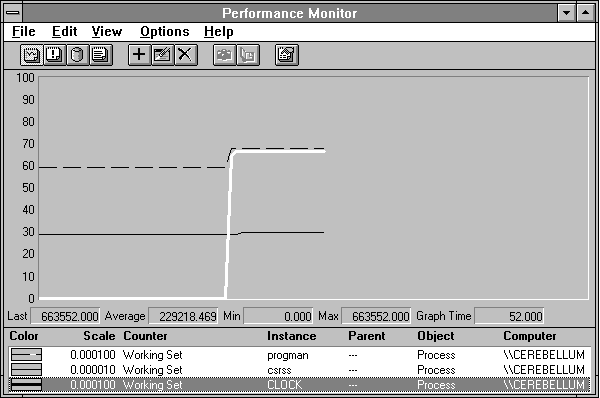 Performance Monitor
File Edit View Options Help
100
90
80
70
60
50
40
30
20
10
0
Last 663552.000 Average 229218.469 Min 0.000 Max 663552.000 Graph Time 52.000
Color Scale Counter Instance Parent Object Computer
0.000100 Working Set progman --- Process \\CEREBELLUM
0.000010 Working Set csrss --- Process \\CEREBELLUM
0.000100 Working Set CLOCK --- Process \\CEREBELLUM